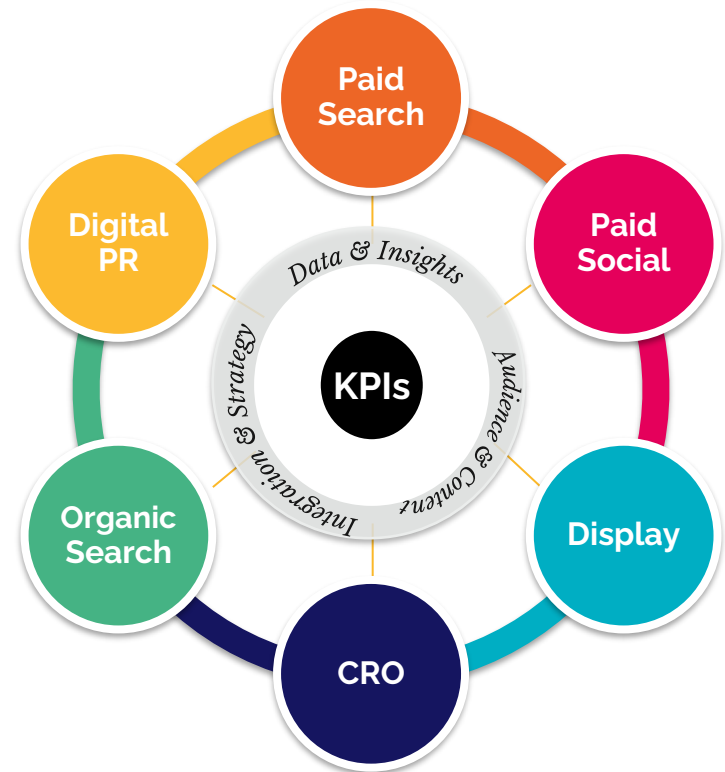 Paid
Search
Digital
PR
Paid
Social
Data & Insights
Integration & Strategy
KPIs
Audience & Content
Organic
Search
Display
CRO